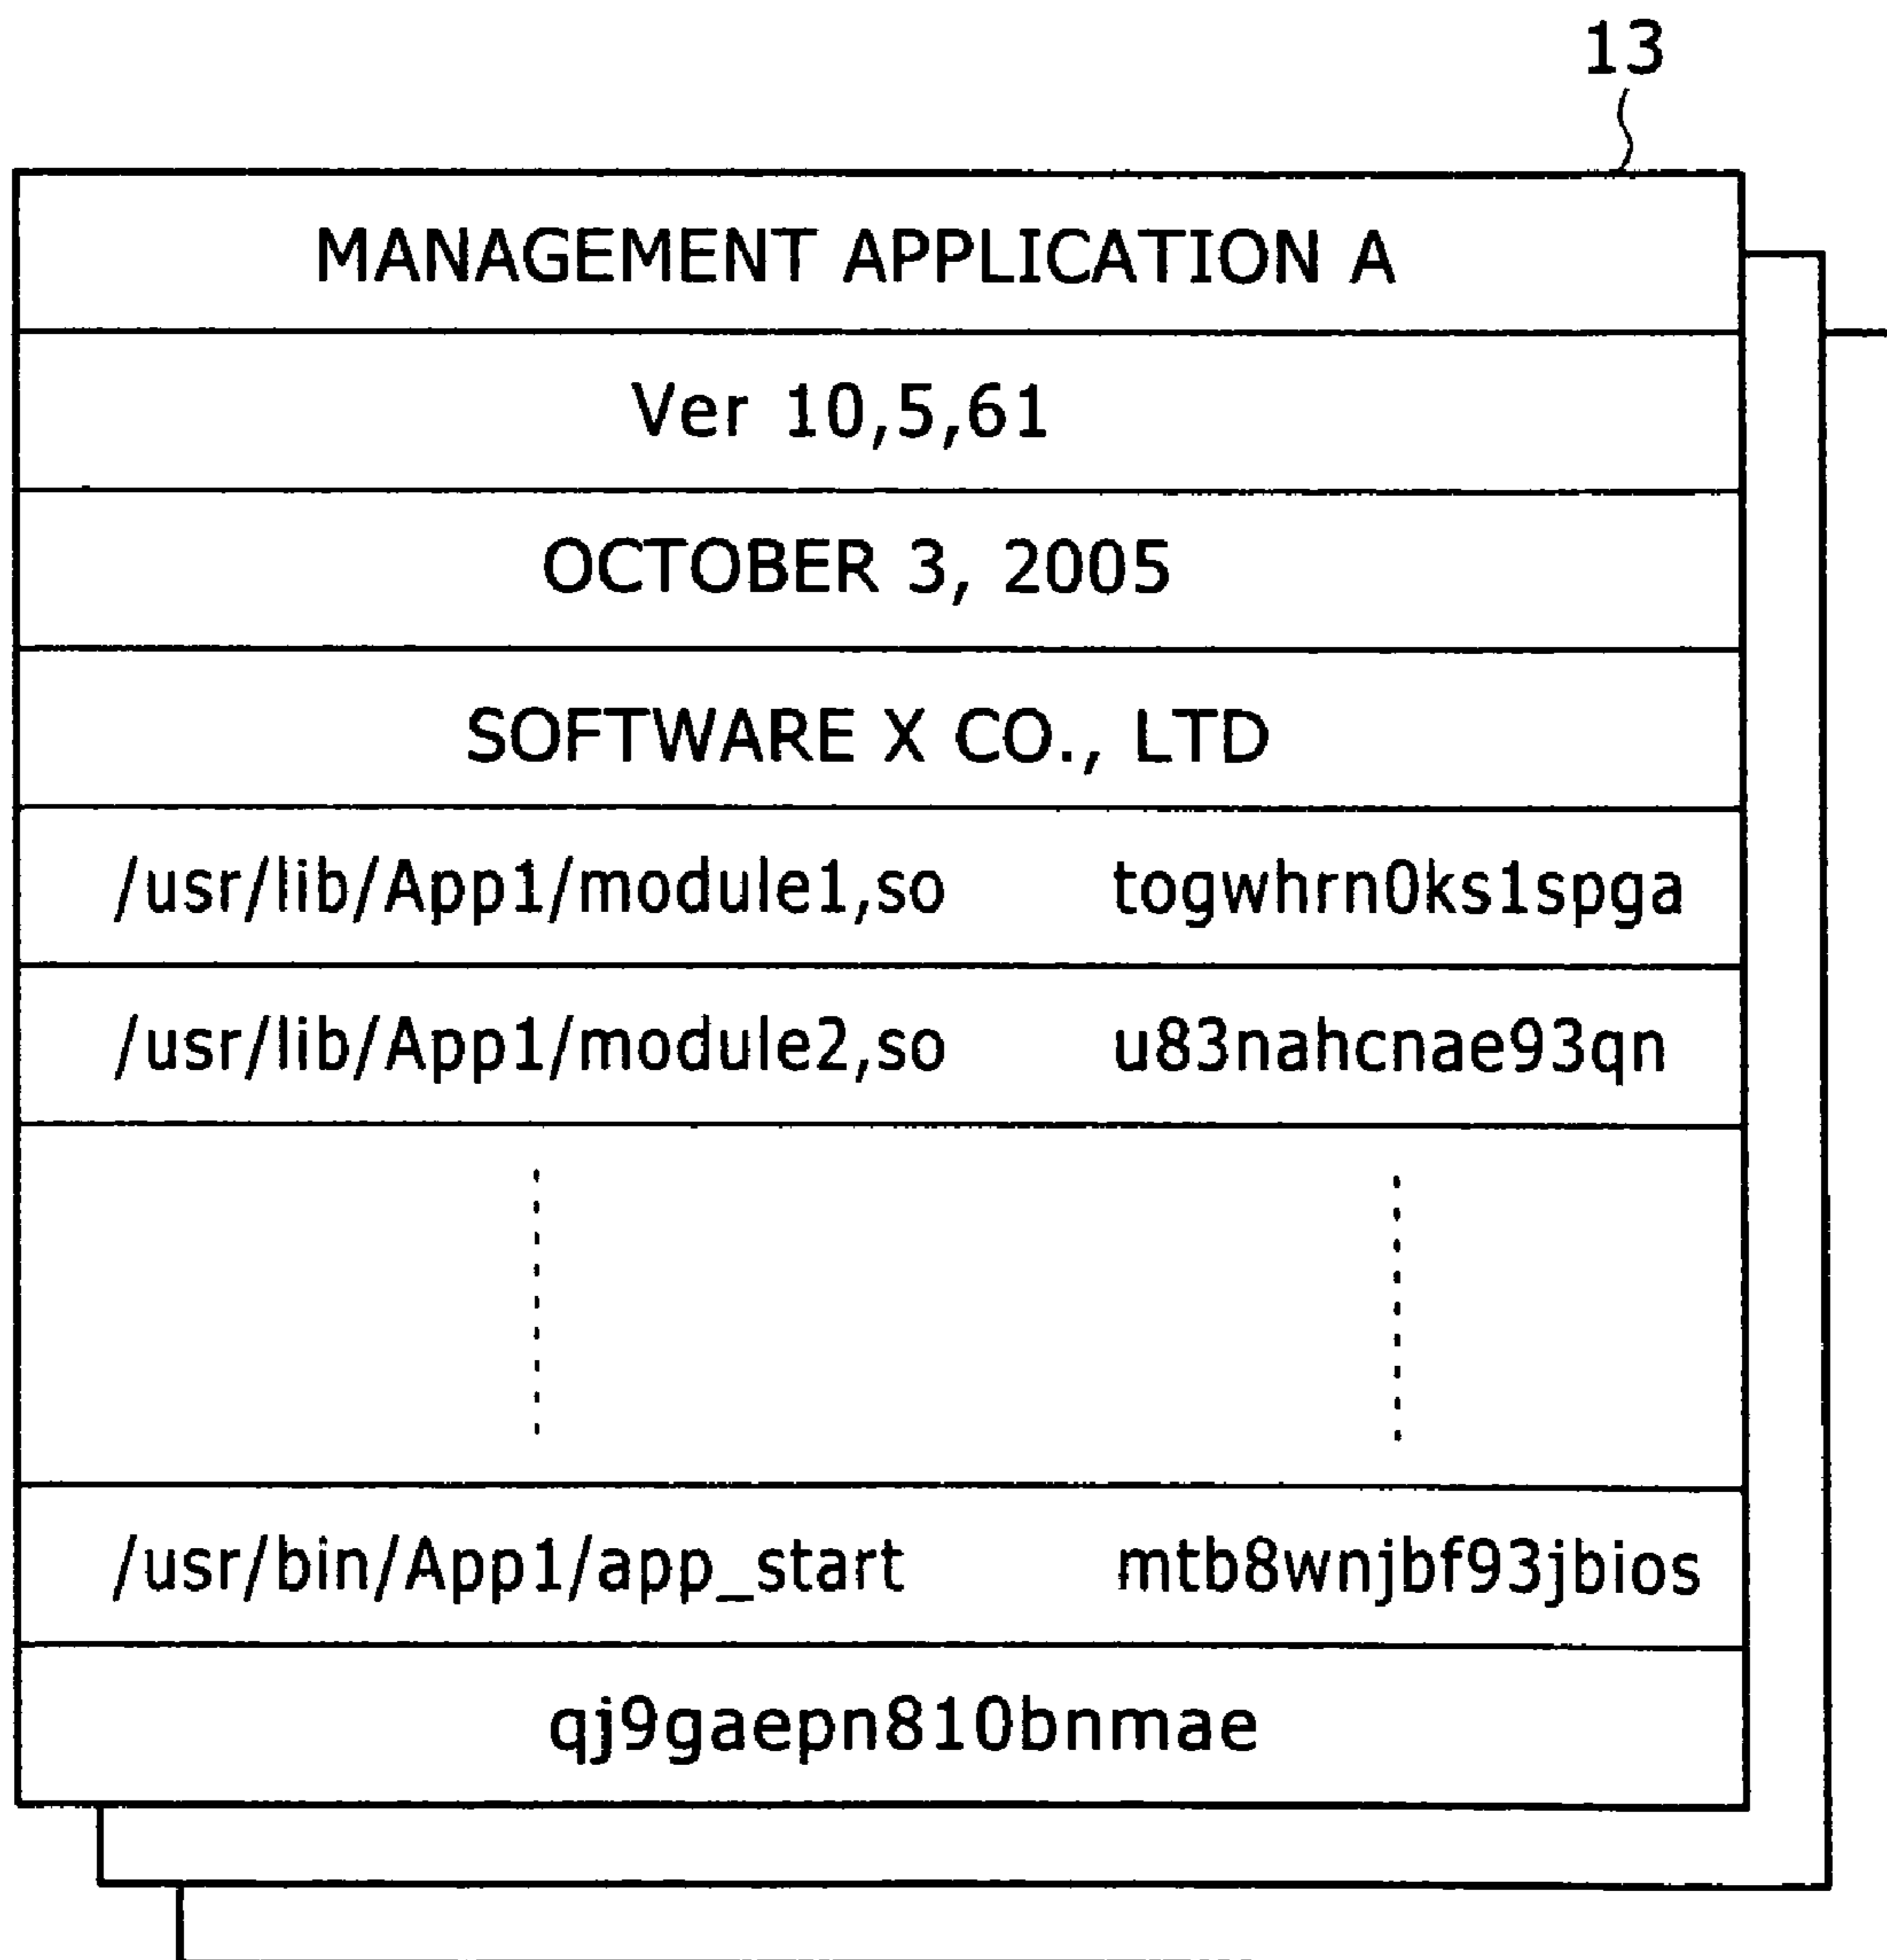 13
MANAGEMENT APPLICATION A
Ver 10,5,61
OCTOBER 3, 2005
SOFTWARE X CO., LTD
/usr/lib/App1/module1,so togwhrn0ks1spga
/usr/lib/App1/module2,so u83nahcnae93qn
/usr/bin/App1/app_start mtb8wnjbf93jbios
qj9gaepn810bnmae